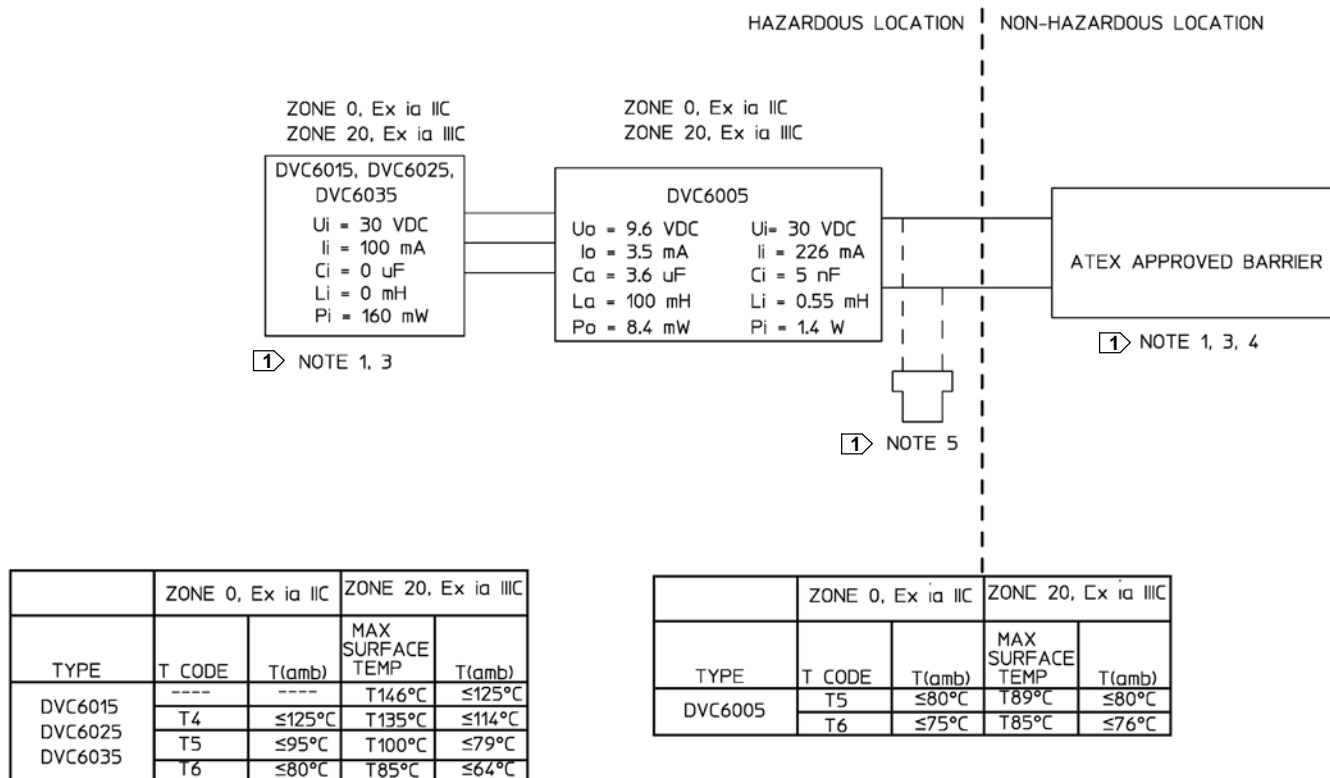 HAZARDOUS LOCATION
NON-HAZARDOUS LOCATION
ZONE 0, Ex ia IIC
ZONE 20, Ex ia IIIC
DVC6015, DVC6025,
DVC6035
Ui = 30 VDC
Ii = 100 mA
Ci = 0 uF
Li = 0 mH
Pi = 160 mW
1 NOTE 1, 3
ZONE 0, Ex ia IIC
ZONE 20, Ex ia IIIC
DVC6005
Uo = 9.6 VDC Ui= 30 VDC
Io = 3.5 mA Ii = 226 mA
Ca = 3.6 uF Ci = 5 nF
La = 100 mH Li = 0.55 mH
Po = 8.4 mW Pi = 1.4 W
1 NOTE 5
ATEX APPROVED BARRIER
1 NOTE 1, 3, 4
ZONE 0, Ex ia IIC ZONE 20, Ex ia IIIC
MAX
SURFACE
TYPE T CODE T(amb) TEMP T(amb)
DVC6015
DVC6025
DVC6035
---- ---- T146°C ≤125°C
T4 ≤125°C T135°C ≤114°C
T5 ≤95°C T100°C ≤79°C
T6 ≤80°C T85°C ≤64°C
ZONE 0, Ex ia IIC ZONE 20, Ex ia IIIC
MAX
SURFACE
TYPE T CODE T(amb) TEMP T(amb)
DVC6005
T5 ≤80°C T89°C ≤80°C
T6 ≤75°C T85°C ≤76°C